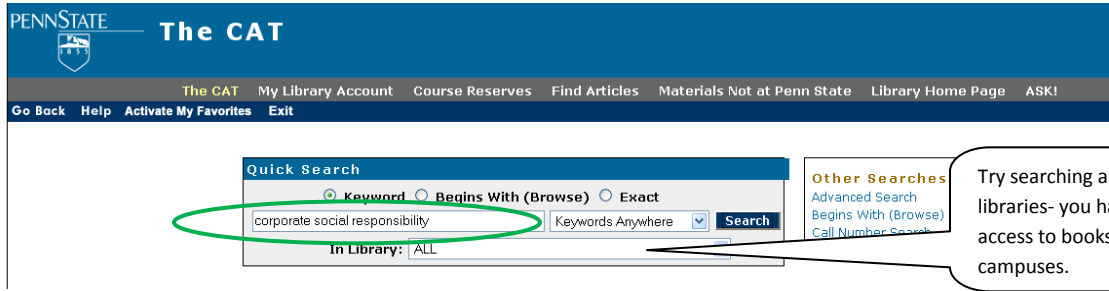 PENNSTATE
1855
The CAT
The CAT My Library Account Course Reserves Find Articles Materials Not at Penn State Library Home Page ASK!
Go Back Help Activate My Favorites Exit
Quick Search
Keyword Begins With (Browse) Exact
corporate social responsibility Keywords Anywhere Search
In Library: ALL
Other Searches
Advanced Search
Begins With (Browse)
Call Number Search
Try searching a
libraries- you ha
access to books
campuses.